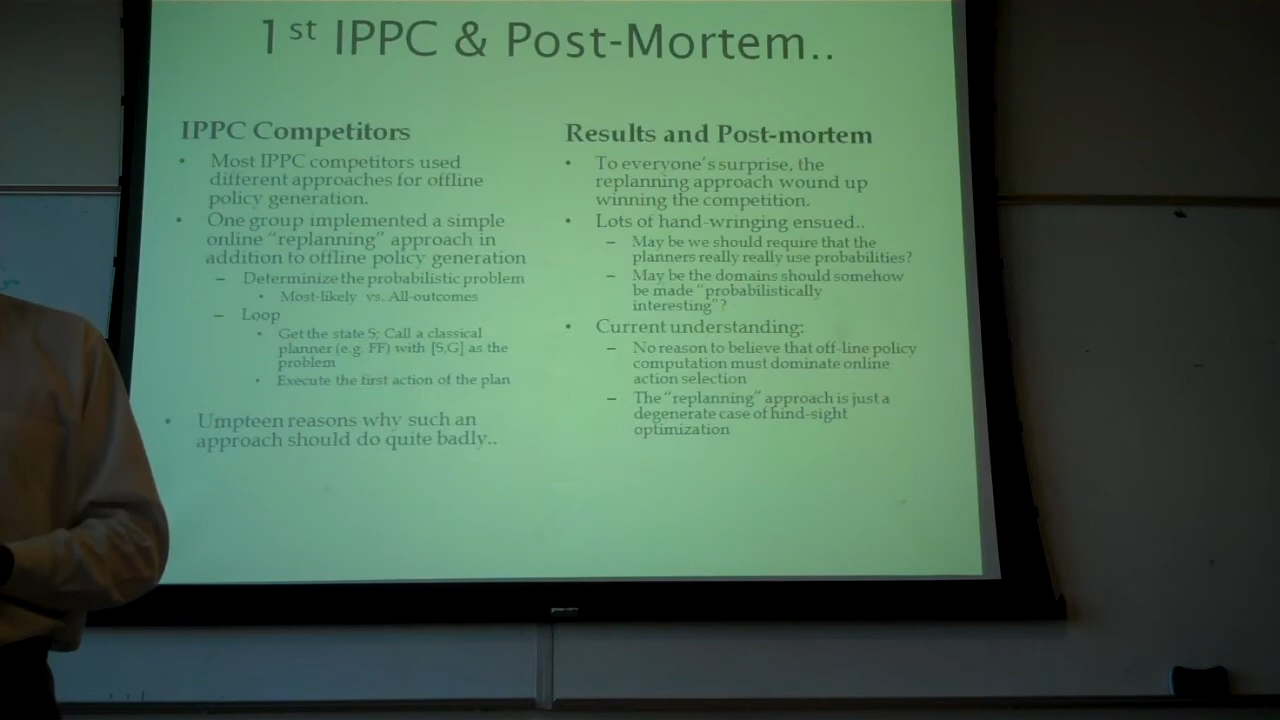 1st IPPC & Post-Mortem..
IPPC Competitors
• Most IPPC competitors used
different approaches for offline
policy generation.
• One group implemented a simple
online “replanning” approach in
addition to offline policy generation
– Determinize the probabilistic problem
• Most-likely vs. All-outcomes
– Loop
• Get the state S; Call a classical
planner (e.g. FF) with [S,G] as the
problem
• Execute the first action of the plan
• Umpteen reasons why such an
approach should do quite badly..
Results and Post-mortem
• To everyone’s surprise, the
replanning approach wound up
winning the competition.
• Lots of hand-wringing ensued..
– May be we should require that the
planners really really use probabilities?
– May be the domains should somehow
be made “probabilistically
interesting”?
• Current understanding:
– No reason to believe that off-line policy
computation must dominate online
action selection
– The “replanning” approach is just a
degenerate case of hind-sight
optimization